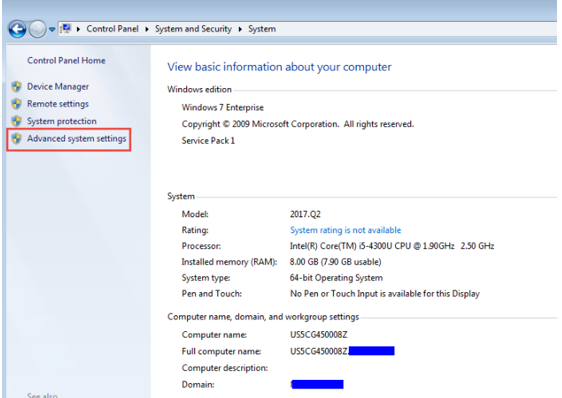 Control Panel ▸ System and Security ▸ System
Control Panel Home
Device Manager
Remote settings
System protection
Advanced system settings
See also
View basic information about your computer
Windows edition
Windows 7 Enterprise
Copyright © 2009 Microsoft Corporation. All rights reserved.
Service Pack 1
System
Model: 2017.Q2
Rating: System rating is not available
Processor: Intel(R) Core(TM) i5-4300U CPU @ 1.90GHz 2.50 GHz
Installed memory (RAM): 8.00 GB (7.90 GB usable)
System type: 64-bit Operating System
Pen and Touch: No Pen or Touch Input is available for this Display
Computer name, domain, and workgroup settings
Computer name: US5CG450008Z
Full computer name: US5CG450008Z
Computer description:
Domain: